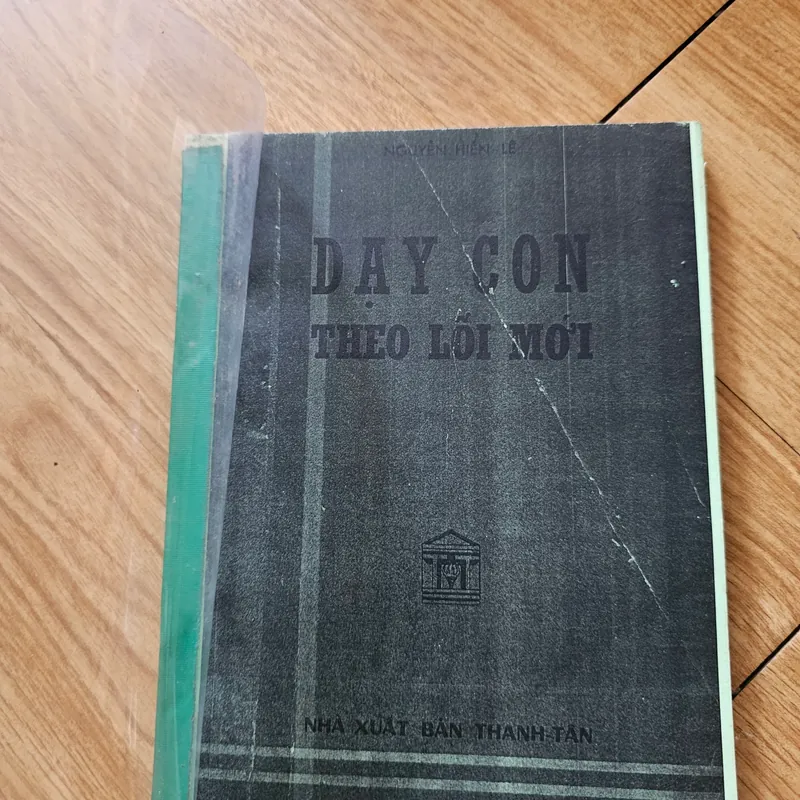 NGUYỄN HIẾN LÊ
DẠY CON
THEO LỐI MỚI
NHÀ XUẤT BẢN THANH-TÂN